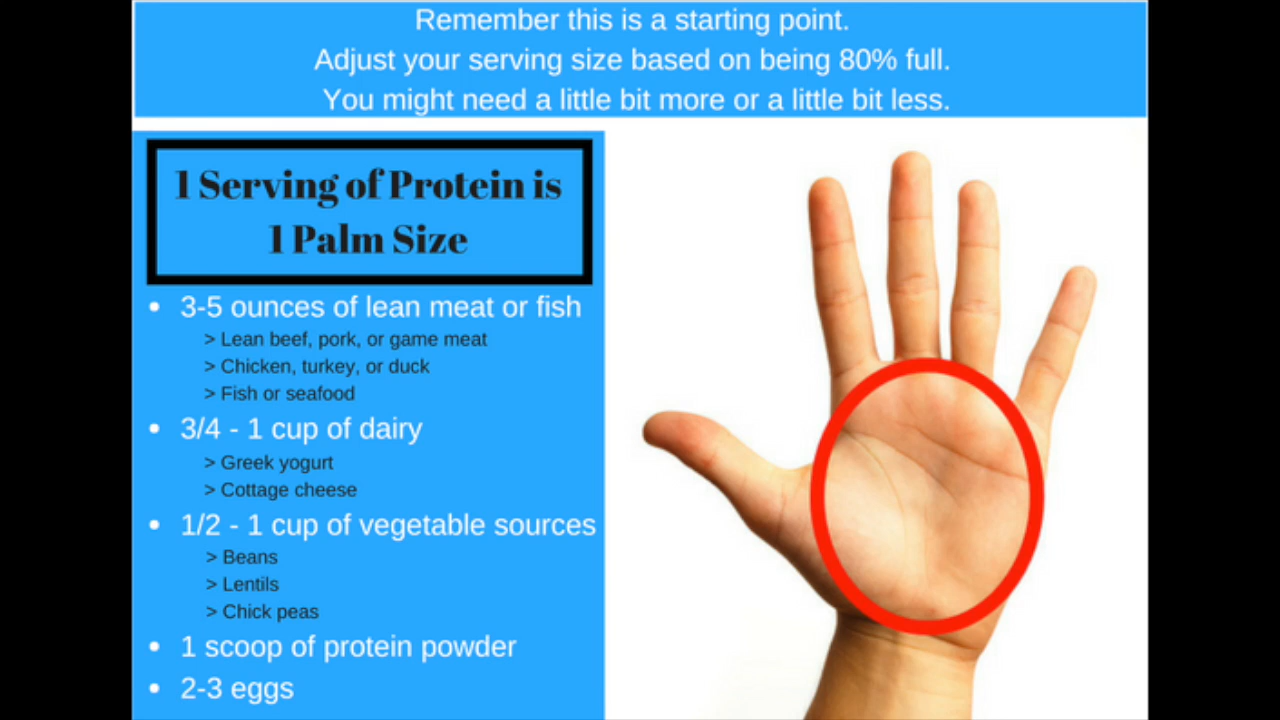 Remember this is a starting point.
Adjust your serving size based on being 80% full.
You might need a little bit more or a little bit less.
1 Serving of Protein is
1 Palm Size
• 3-5 ounces of lean meat or fish
> Lean beef, pork, or game meat
> Chicken, turkey, or duck
> Fish or seafood
• 3/4 - 1 cup of dairy
> Greek yogurt
> Cottage cheese
• 1/2 - 1 cup of vegetable sources
> Beans
> Lentils
> Chick peas
• 1 scoop of protein powder
• 2-3 eggs